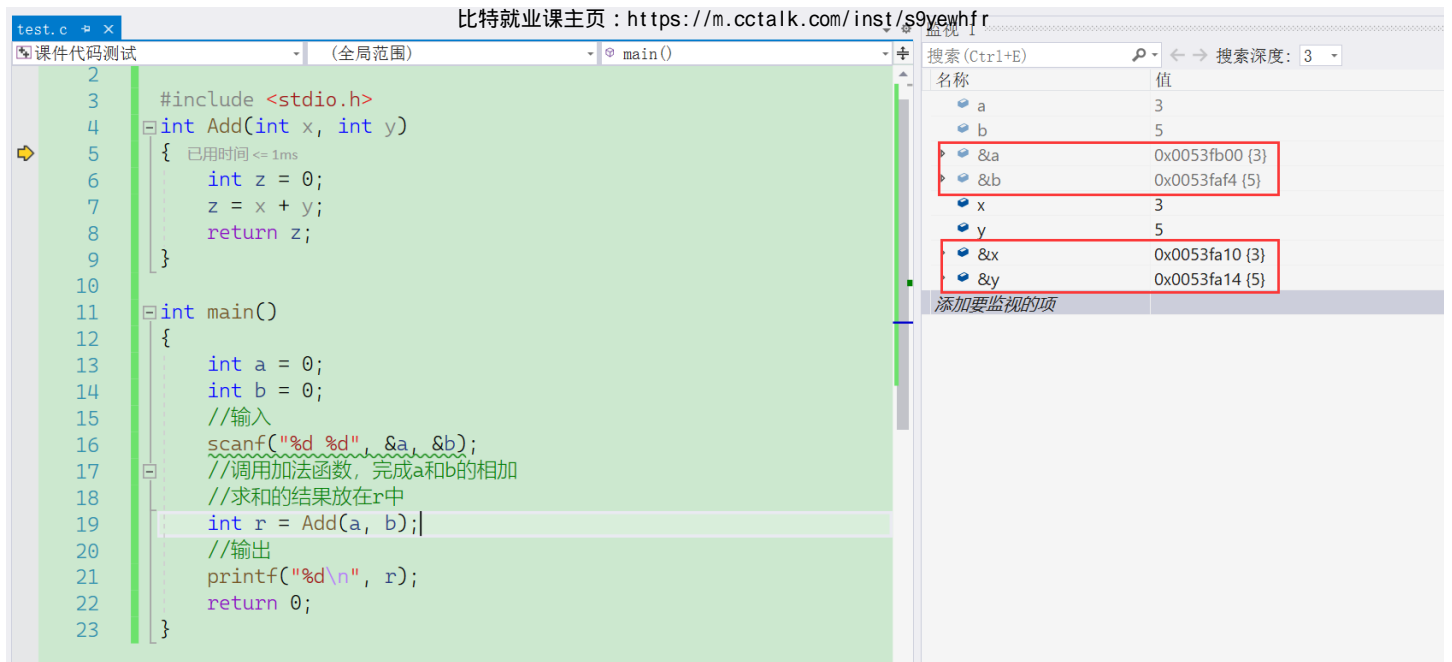 比特就业课主页：https://m.cctalk.com/inst/s9yewhfr
test.c
课件代码测试 (全局范围) main()
2
3 #include <stdio.h>
4 int Add(int x, int y)
5 { 已用时间 <= 1ms
6 int z = 0;
7 z = x + y;
8 return z;
9 }
10
11 int main()
12 {
13 int a = 0;
14 int b = 0;
15 //输入
16 scanf("%d %d", &a, &b);
17 //调用加法函数，完成a和b的相加
18 //求和的结果放在r中
19 int r = Add(a, b);
20 //输出
21 printf("%d\n", r);
22 return 0;
23 }
监视 1
搜索(Ctrl+E) 搜索深度: 3
名称 值
a 3
b 5
&a 0x0053fb00 {3}
&b 0x0053faf4 {5}
x 3
y 5
&x 0x0053fa10 {3}
&y 0x0053fa14 {5}
添加要监视的项